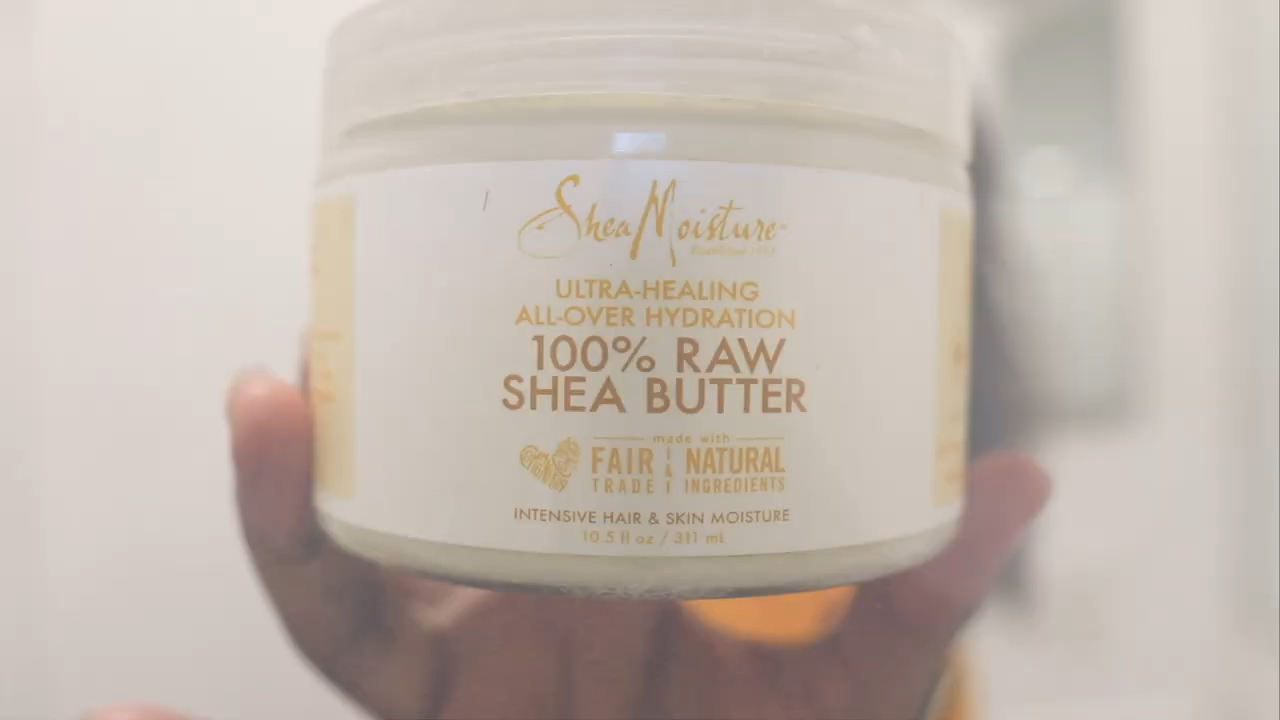 SheaMoisture
ULTRA-HEALING
ALL-OVER HYDRATION
100% RAW
SHEA BUTTER
made with
FAIR & NATURAL
TRADE INGREDIENTS
INTENSIVE HAIR & SKIN MOISTURE
10.5 fl oz / 311 mL